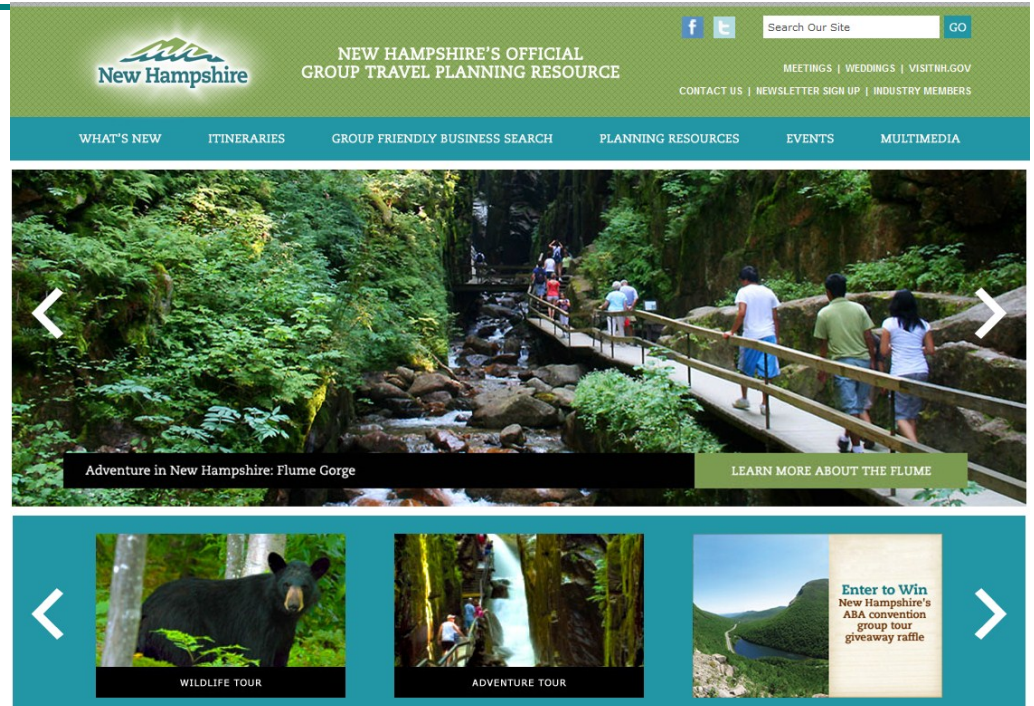 New Hampshire
NEW HAMPSHIRE'S OFFICIAL
GROUP TRAVEL PLANNING RESOURCE
f t
Search Our Site
GO
MEETINGS | WEDDINGS | VISITNH.GOV
CONTACT US | NEWSLETTER SIGN UP | INDUSTRY MEMBERS
WHAT'S NEW ITINERARIES GROUP FRIENDLY BUSINESS SEARCH PLANNING RESOURCES EVENTS MULTIMEDIA
Adventure in New Hampshire: Flume Gorge
LEARN MORE ABOUT THE FLUME
WILDLIFE TOUR
ADVENTURE TOUR
Enter to Win
New Hampshire's
ABA convention
group tour
giveaway raffle